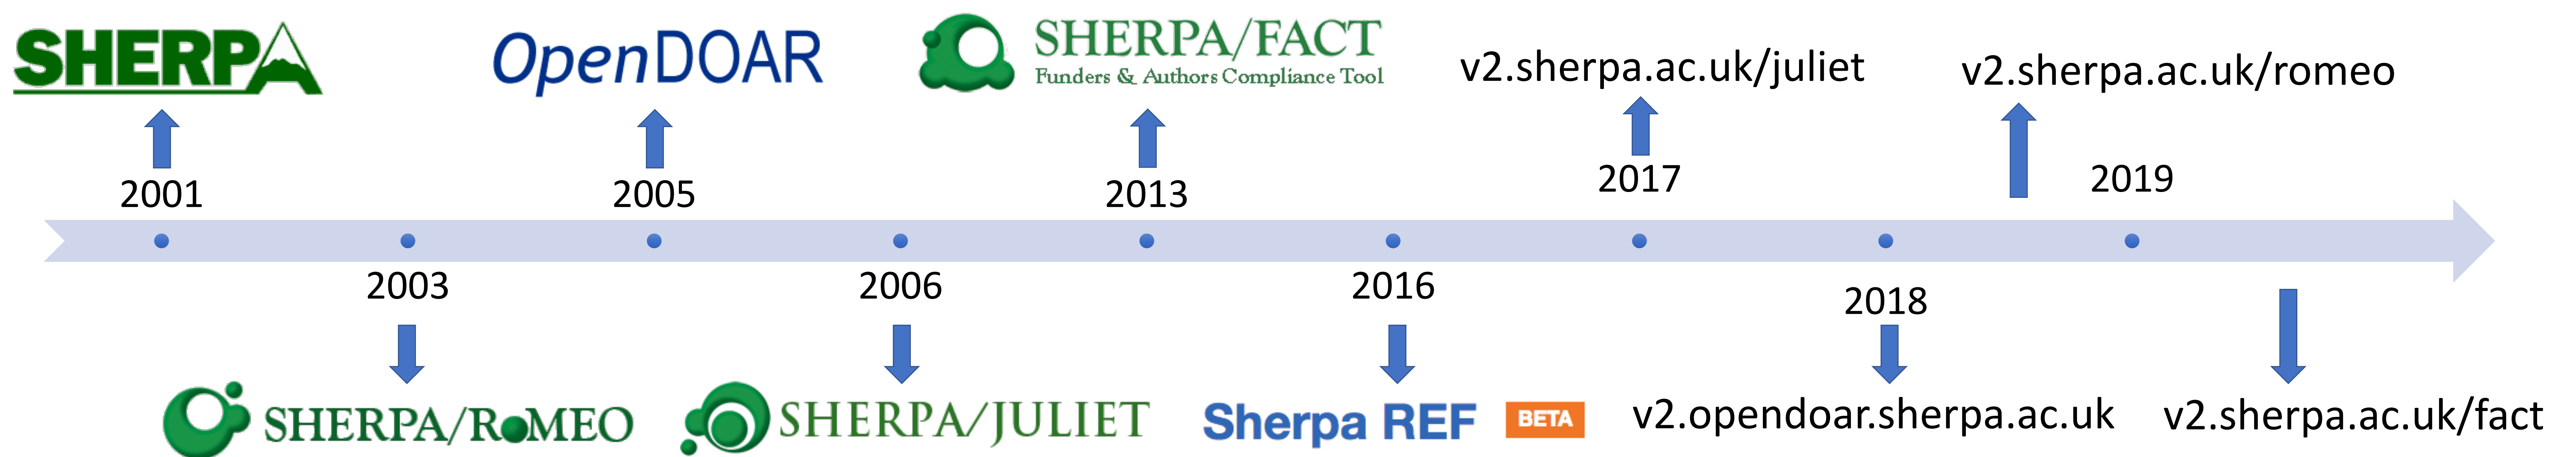 SHERPA
OpenDOAR
SHERPA/FACT
Funders & Authors Compliance Tool
v2.sherpa.ac.uk/juliet
v2.sherpa.ac.uk/romeo
2001
2005
2013
2017
2019
2003
2006
2016
2018
SHERPA/RoMEO
SHERPA/JULIET
Sherpa REF BETA
v2.opendoar.sherpa.ac.uk
v2.sherpa.ac.uk/fact